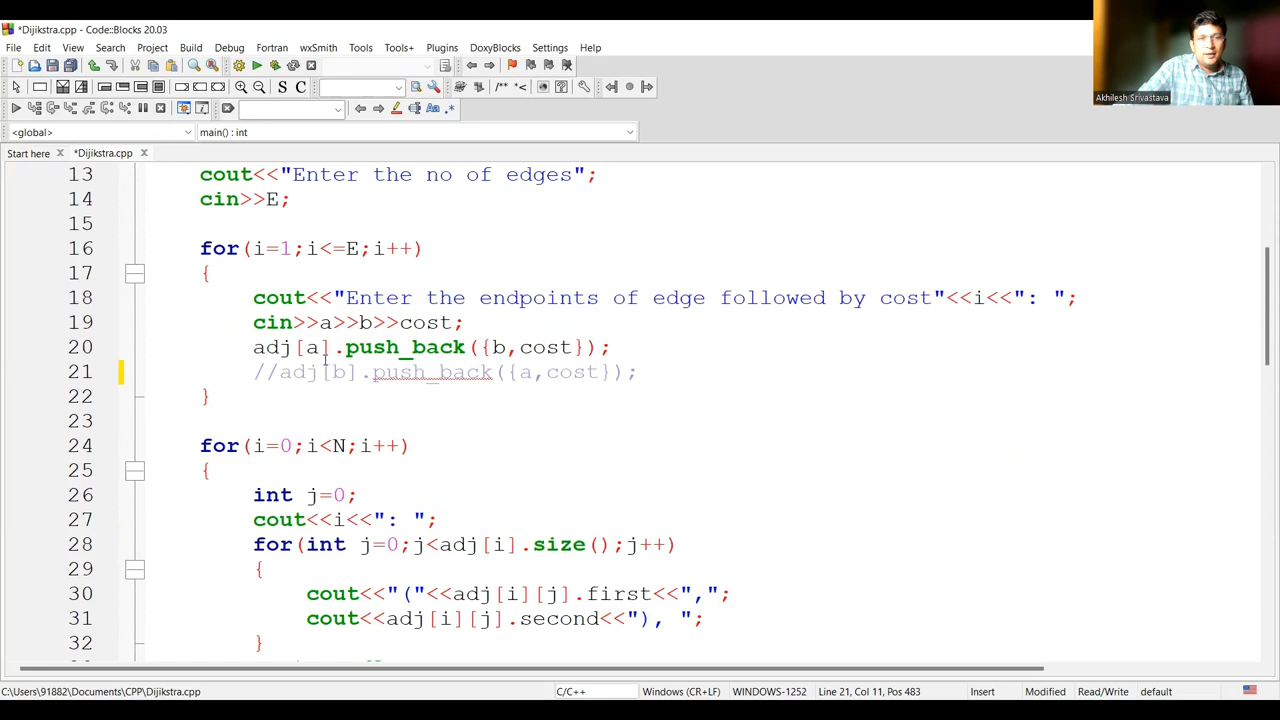 *Dijikstra.cpp - Code::Blocks 20.03
File Edit View Search Project Build Debug Fortran wxSmith Tools Tools+ Plugins DoxyBlocks Settings Help
S C /** *<
Aa .*
<global> main() : int
Start here *Dijikstra.cpp
13 cout<<"Enter the no of edges";
14 cin>>E;
15
16 for(i=1;i<=E;i++)
17 {
18 cout<<"Enter the endpoints of edge followed by cost"<<i<<": ";
19 cin>>a>>b>>cost;
20 adj[a].push_back({b,cost});
21 //adj[b].push_back({a,cost});
22 }
23
24 for(i=0;i<N;i++)
25 {
26 int j=0;
27 cout<<i<<": ";
28 for(int j=0;j<adj[i].size();j++)
29 {
30 cout<<"("<<adj[i][j].first<<",";
31 cout<<adj[i][j].second<<"), ";
32 }
C:\Users\91882\Documents\CPP\Dijikstra.cpp C/C++ Windows (CR+LF) WINDOWS-1252 Line 21, Col 11, Pos 483 Insert Modified Read/Write default
Akhilesh Srivastava